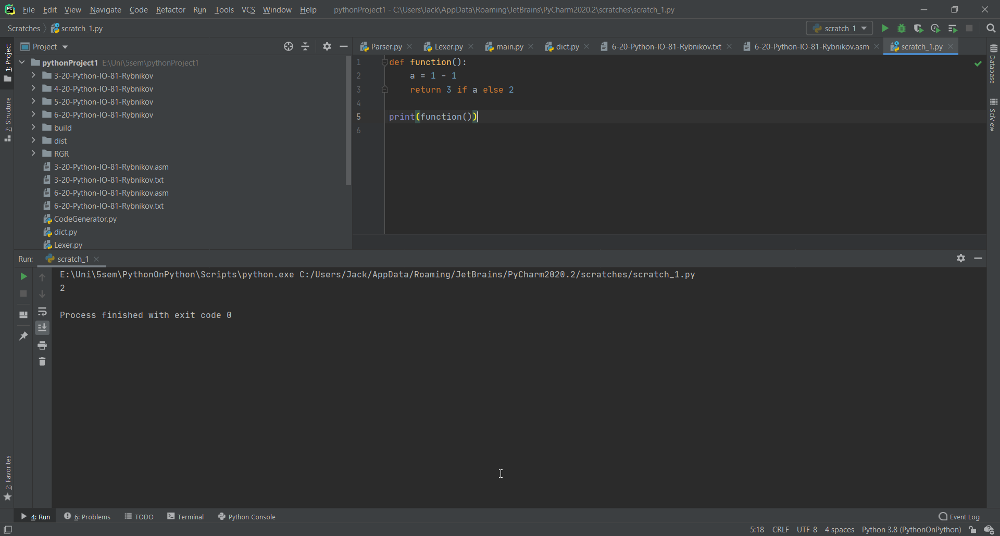 PC File Edit View Navigate Code Refactor Run Tools VCS Window Help pythonProject1 - C:\Users\Jack\AppData\Roaming\JetBrains\PyCharm2020.2\scratches\scratch_1.py
Scratches scratch_1.py scratch_1
1: Project
Project
Parser.py Lexer.py main.py dict.py 6-20-Python-IO-81-Rybnikov.txt 6-20-Python-IO-81-Rybnikov.asm scratch_1.py
Database
SciView
7: Structure
2: Favorites
pythonProject1 E:\Uni\5sem\pythonProject1
3-20-Python-IO-81-Rybnikov
4-20-Python-IO-81-Rybnikov
5-20-Python-IO-81-Rybnikov
6-20-Python-IO-81-Rybnikov
build
dist
RGR
3-20-Python-IO-81-Rybnikov.asm
3-20-Python-IO-81-Rybnikov.txt
6-20-Python-IO-81-Rybnikov.asm
6-20-Python-IO-81-Rybnikov.txt
CodeGenerator.py
dict.py
Lexer.py
1 def function():
2     a = 1 - 1
3     return 3 if a else 2
4
5 print(function())
6
Run: scratch_1
E:\Uni\5sem\PythonOnPython\Scripts\python.exe C:/Users/Jack/AppData/Roaming/JetBrains/PyCharm2020.2/scratches/scratch_1.py
2
Process finished with exit code 0
4: Run 6: Problems TODO Terminal Python Console Event Log
5:18 CRLF UTF-8 4 spaces Python 3.8 (PythonOnPython)